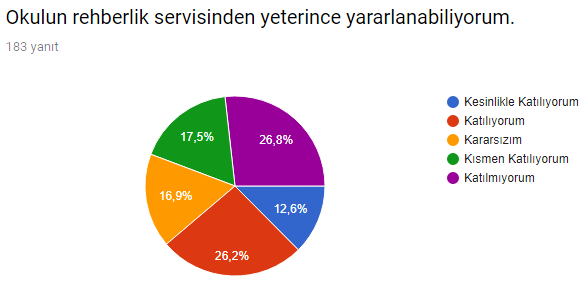 Okulun rehberlik servisinden yeterince yararlanabiliyorum.
183 yanıt
Kesinlikle Katılıyorum
Katılıyorum
Kararsızım
Kısmen Katılıyorum
Katılmıyorum
17,5%
26,8%
16,9%
12,6%
26,2%